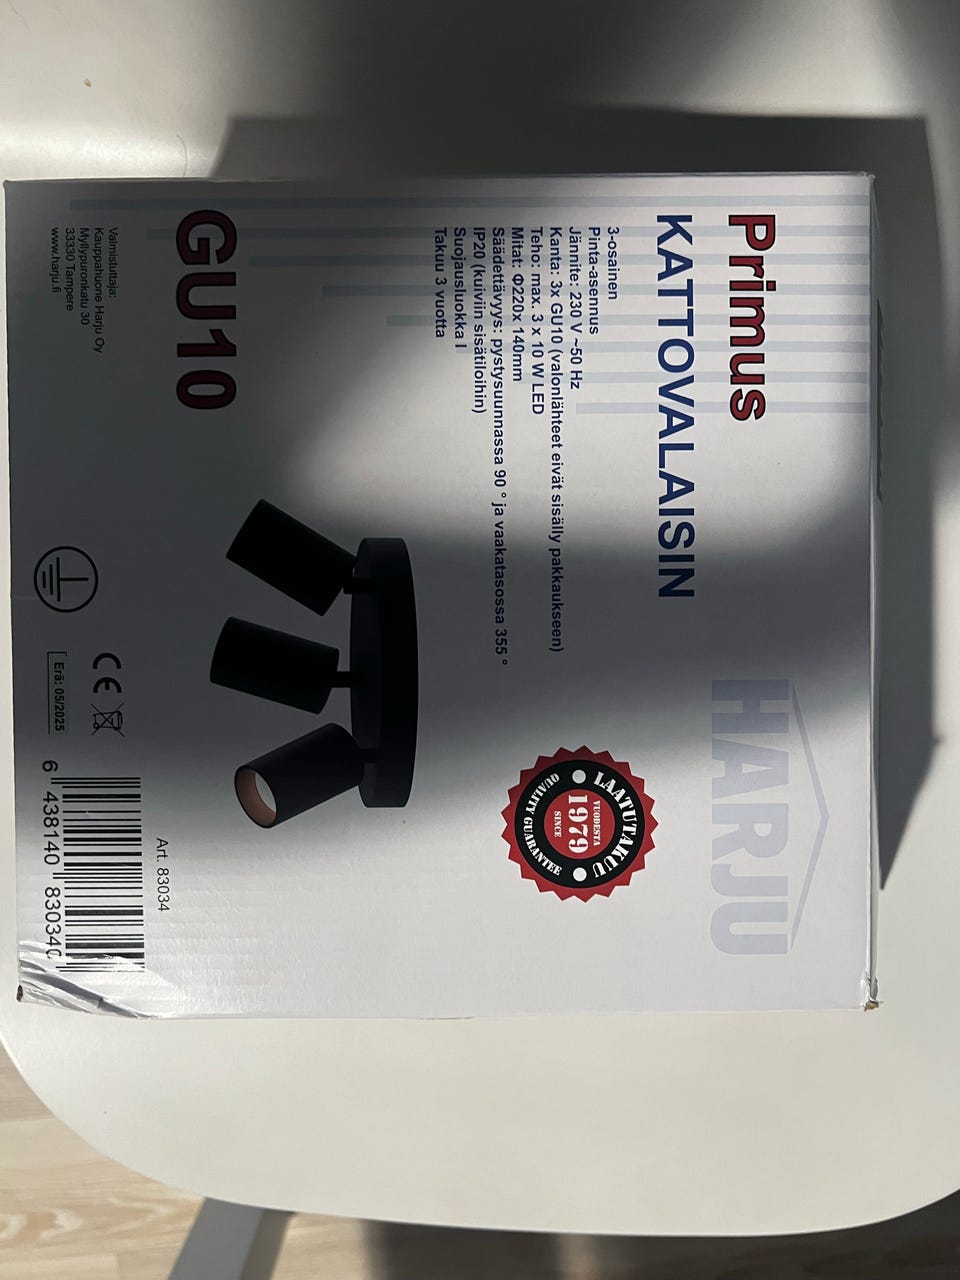 Primus
KATTOVALAISIN
HARJU
3-osainen
Pinta-asennus
Jännite: 230 V ~50 Hz
Kanta: 3x GU10 (valonlähteet eivät sisälly pakkaukseen)
Teho: max. 3 x 10 W LED
Mitat: Φ220x 140mm
Säädettävyys: pystysuunnassa 90 ° ja vaakatasossa 355 °
IP20 (kuiviin sisätiloihin)
Suojausluokka I
Takuu 3 vuotta
LAATUTAKUU
VUODESTA
1979
SINCE
QUALITY GUARANTEE
GU10
Valmistuttaja:
Kauppahuone Harju Oy
Myllypuronkatu 30
33330 Tampere
www.harju.fi
CE
Erä: 05/2025
Art. 83034
6 438140 830340